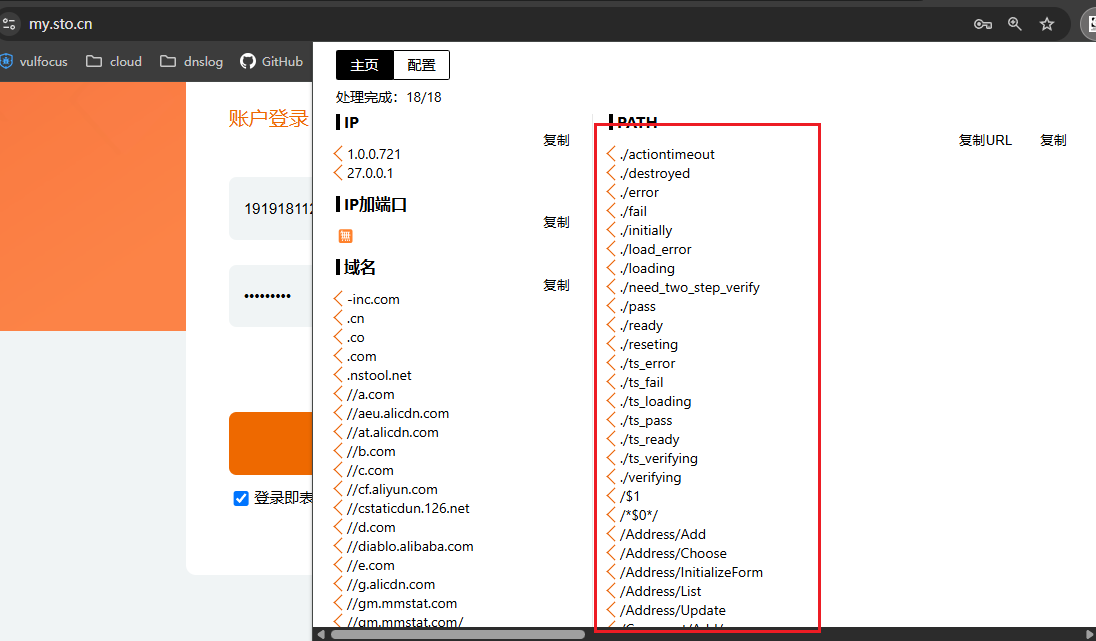 my.sto.cn
vulfocus
cloud
dnslog
GitHub
账户登录
191918112
•••••••••
登录即表
主页
配置
处理完成：18/18
IP
复制
1.0.0.721
27.0.0.1
IP加端口
复制
無
域名
复制
-inc.com
.cn
.co
.com
.nstool.net
//a.com
//aeu.alicdn.com
//at.alicdn.com
//b.com
//c.com
//cf.aliyun.com
//cstaticdun.126.net
//d.com
//diablo.alibaba.com
//e.com
//g.alicdn.com
//gm.mmstat.com
//gm.mmstat.com/
PATH
复制URL
复制
./actiontimeout
./destroyed
./error
./fail
./initially
./load_error
./loading
./need_two_step_verify
./pass
./ready
./reseting
./ts_error
./ts_fail
./ts_loading
./ts_pass
./ts_ready
./ts_verifying
./verifying
/$1
/*$0*/
/Address/Add
/Address/Choose
/Address/InitializeForm
/Address/List
/Address/Update